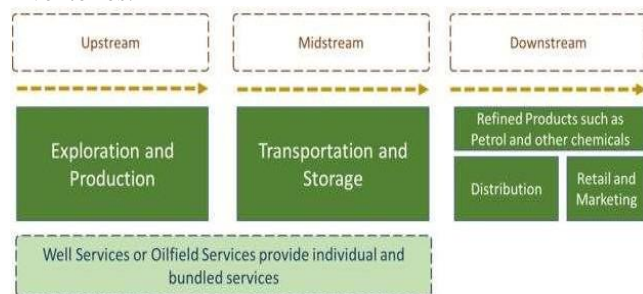 Upstream
Midstream
Downstream
Exploration and
Production
Transportation and
Storage
Refined Products such as
Petrol and other chemicals
Distribution
Retail and
Marketing
Well Services or Oilfield Services provide individual and
bundled services